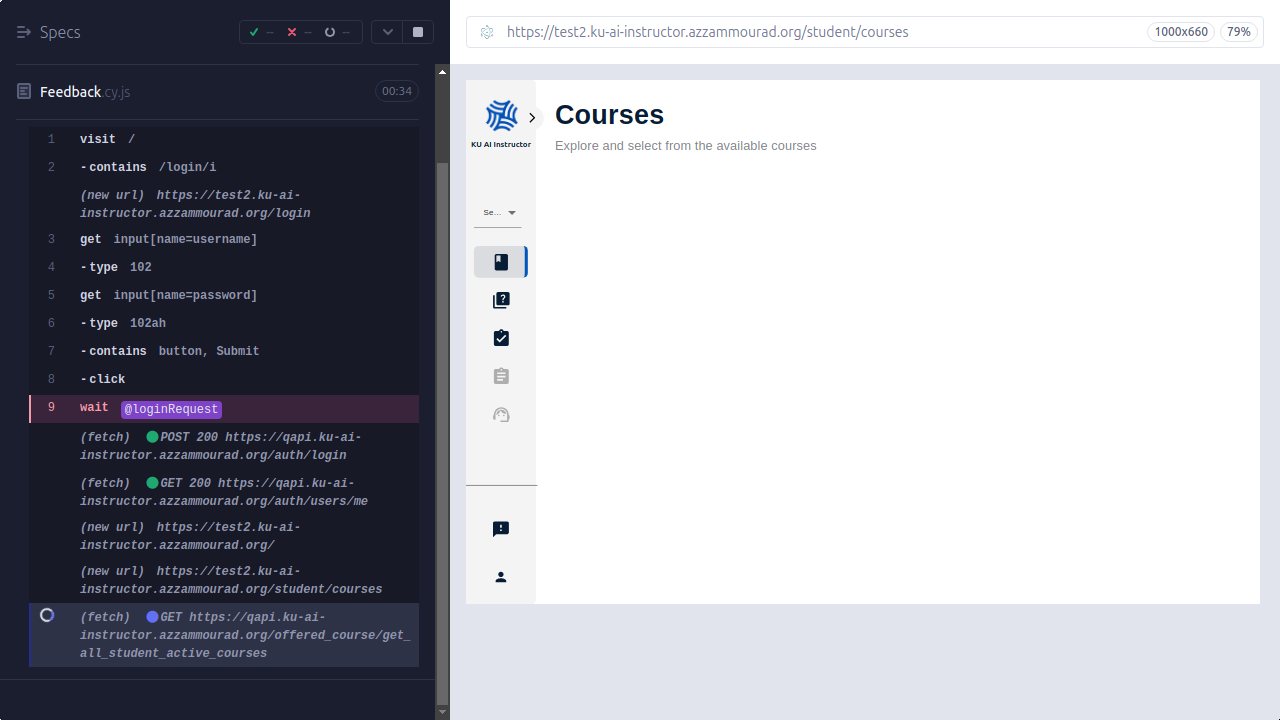 Specs
--
--
--
https://test2.ku-ai-instructor.azzammourad.org/student/courses
1000x660
79%
Feedback.cy.js
00:34
1 visit /
2 -contains /login/i
(new url) https://test2.ku-ai-
instructor.azzammourad.org/login
3 get input[name=username]
4 -type 102
5 get input[name=password]
6 -type 102ah
7 -contains button, Submit
8 -click
9 wait @loginRequest
(fetch) POST 200 https://qapi.ku-ai-
instructor.azzammourad.org/auth/login
(fetch) GET 200 https://qapi.ku-ai-
instructor.azzammourad.org/auth/users/me
(new url) https://test2.ku-ai-
instructor.azzammourad.org/
(new url) https://test2.ku-ai-
instructor.azzammourad.org/student/courses
(fetch) GET https://qapi.ku-ai-
instructor.azzammourad.org/offered_course/get_
all_student_active_courses
KU AI Instructor
Se...
Courses
Explore and select from the available courses